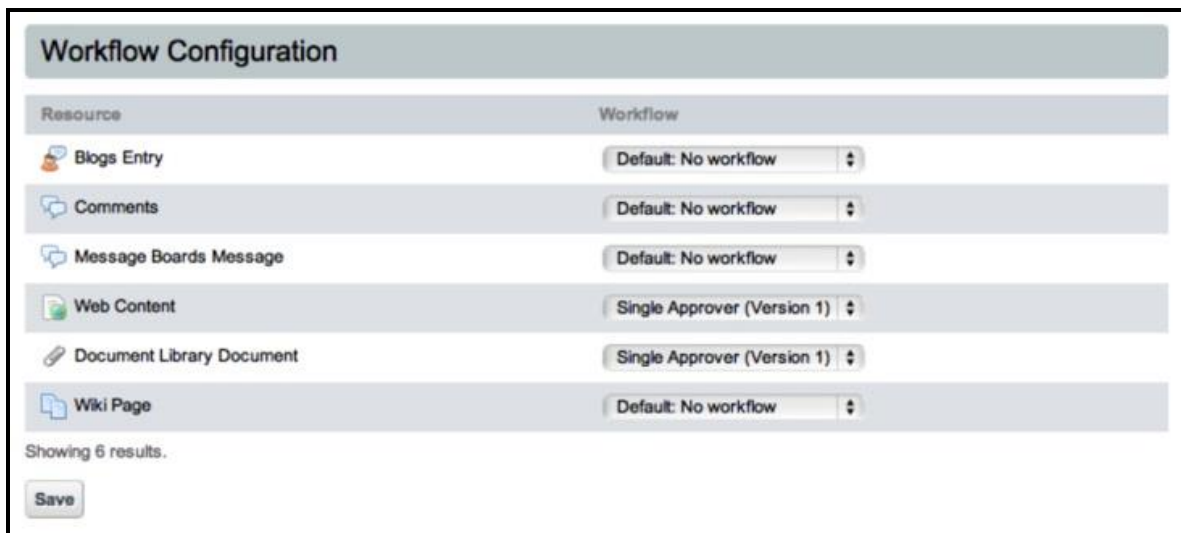 Workflow Configuration
Resource Workflow
Blogs Entry Default: No workflow
Comments Default: No workflow
Message Boards Message Default: No workflow
Web Content Single Approver (Version 1)
Document Library Document Single Approver (Version 1)
Wiki Page Default: No workflow
Showing 6 results.
Save